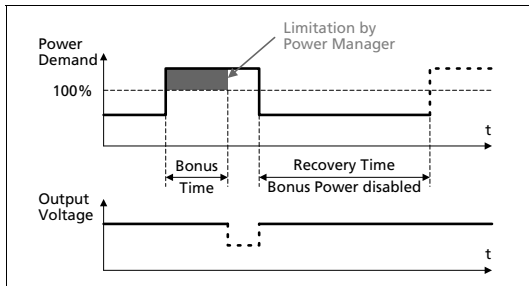 Limitation by
Power Manager
Power
Demand
100%
t
Bonus
Time
Recovery Time
Bonus Power disabled
Output
Voltage
t